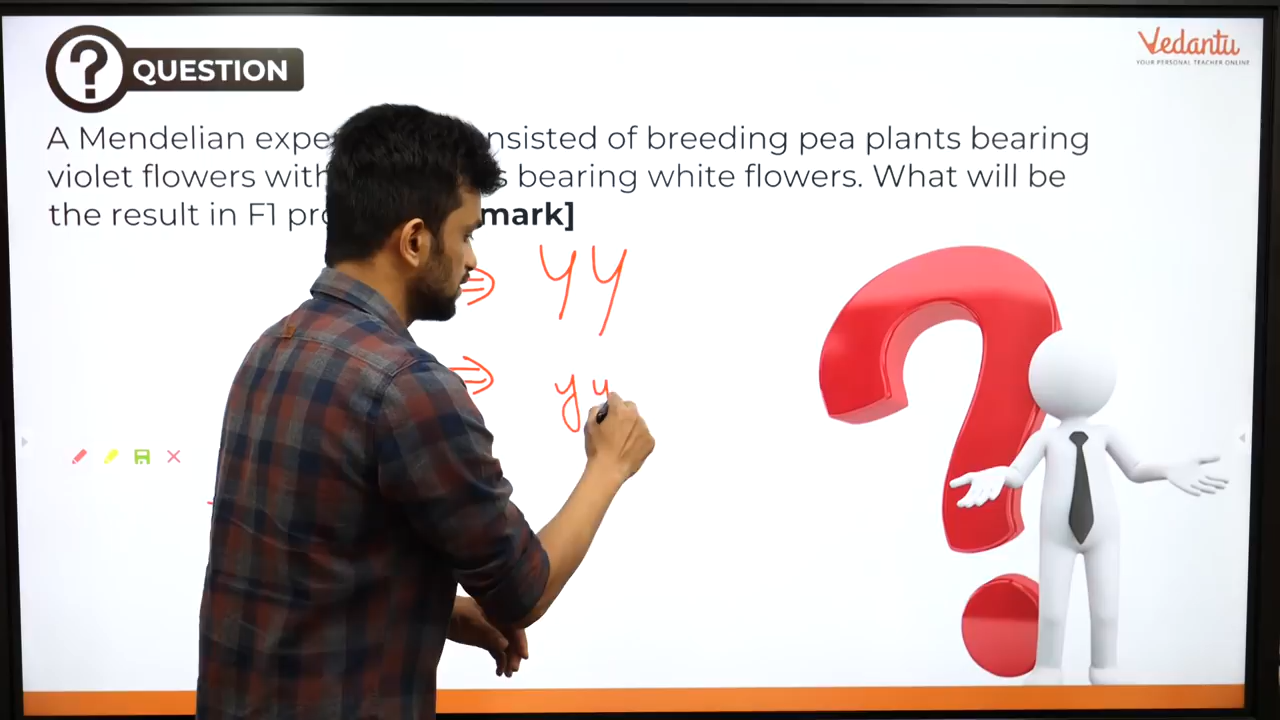 QUESTION
Vedantu
YOUR PERSONAL TEACHER ONLINE
A Mendelian expe nsisted of breeding pea plants bearing
violet flowers with s bearing white flowers. What will be
the result in F1 pro mark]
⇒ YY
⇒ yy